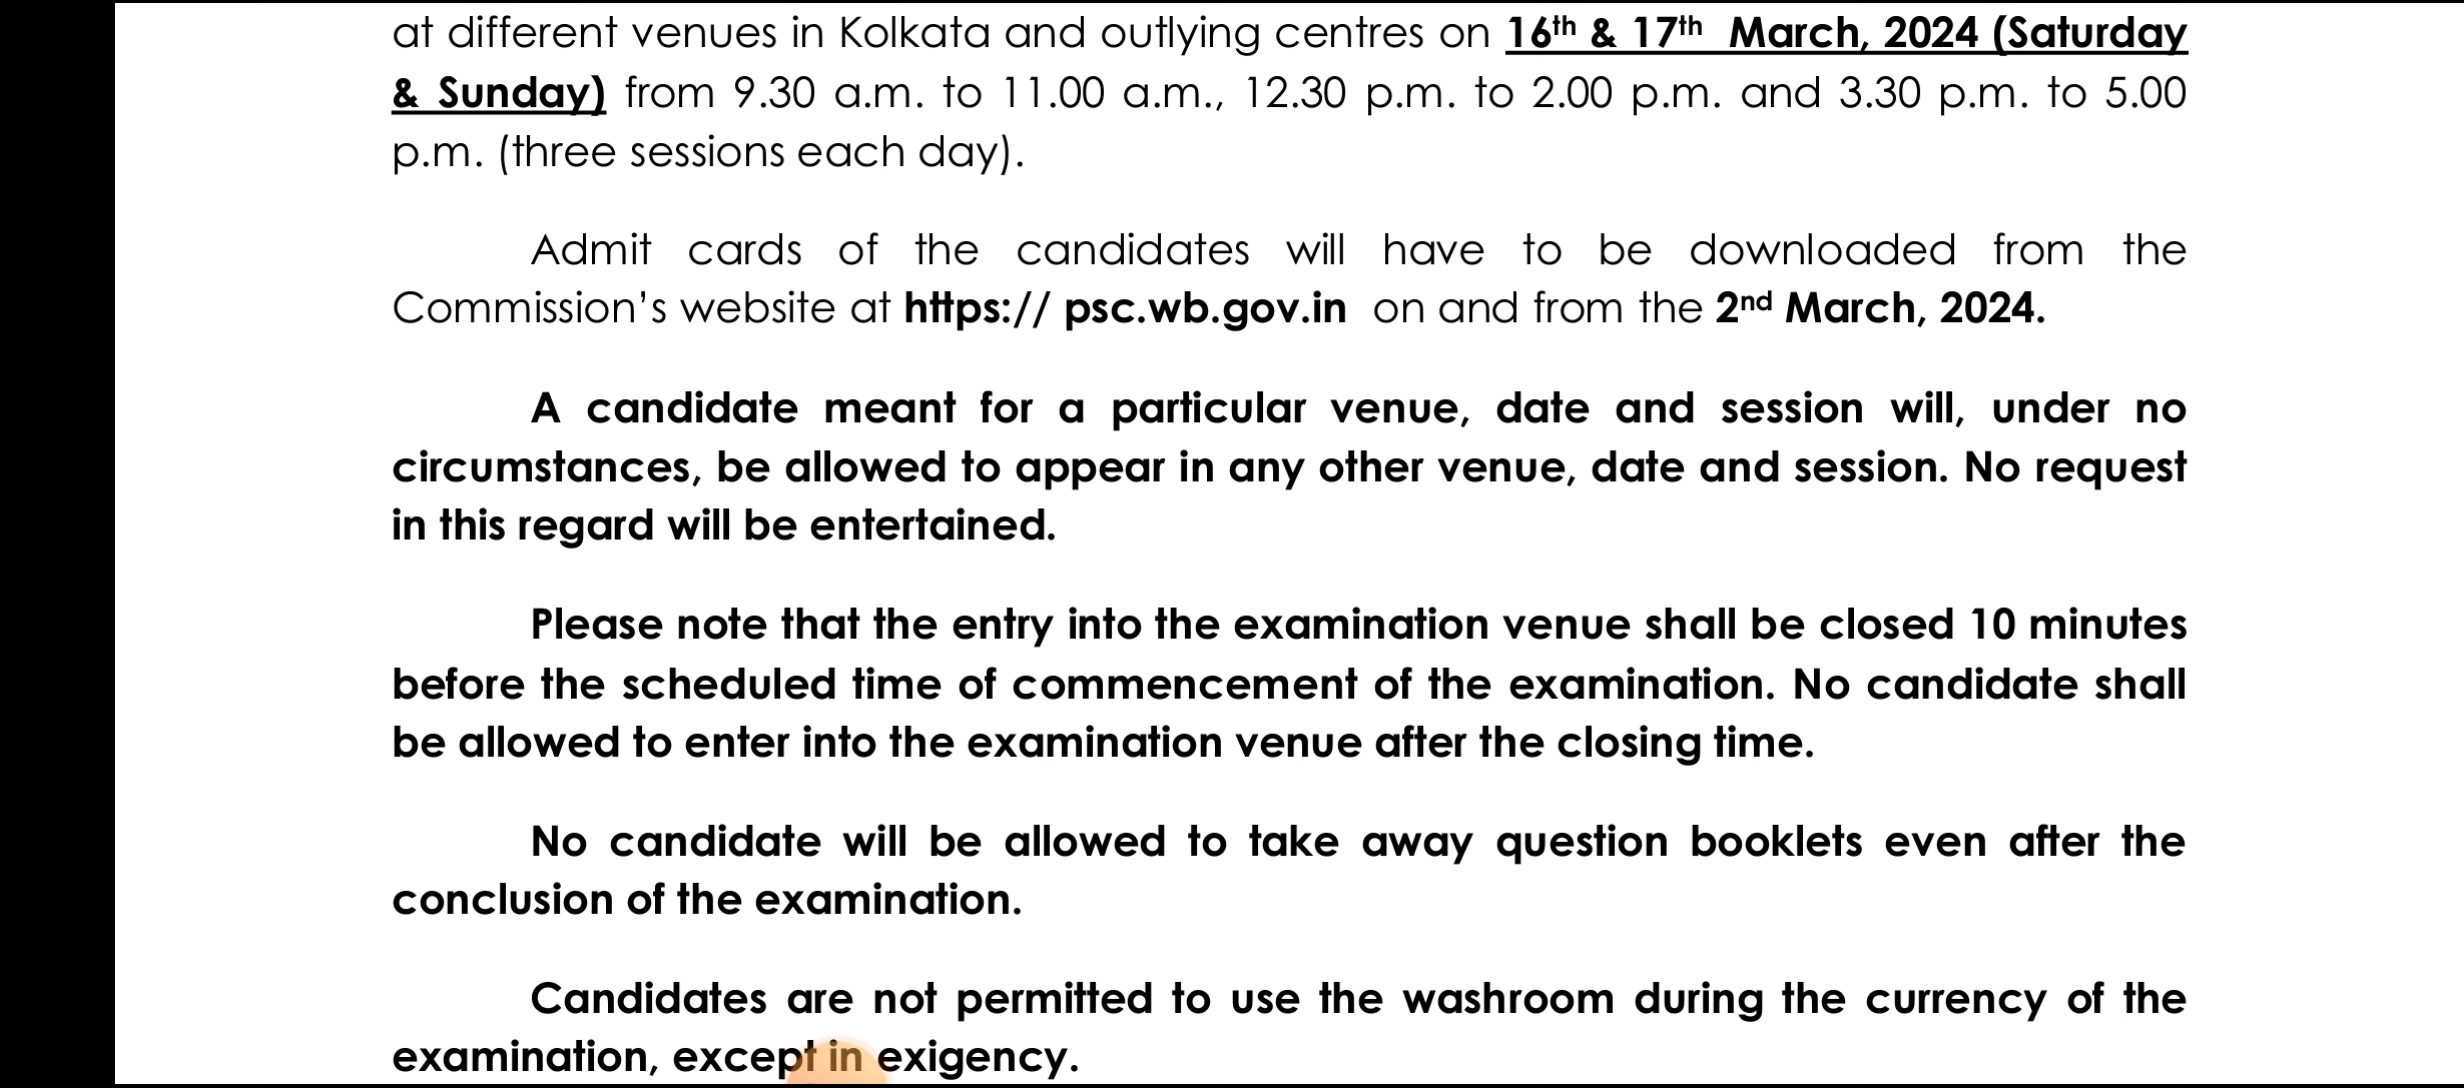 at different venues in Kolkata and outlying centres on 16th & 17th March, 2024 (Saturday
& Sunday) from 9.30 a.m. to 11.00 a.m., 12.30 p.m. to 2.00 p.m. and 3.30 p.m. to 5.00
p.m. (three sessions each day).
Admit cards of the candidates will have to be downloaded from the
Commission's website at https:// psc.wb.gov.in on and from the 2nd March, 2024.
A candidate meant for a particular venue, date and session will, under no
circumstances, be allowed to appear in any other venue, date and session. No request
in this regard will be entertained.
Please note that the entry into the examination venue shall be closed 10 minutes
before the scheduled time of commencement of the examination. No candidate shall
be allowed to enter into the examination venue after the closing time.
No candidate will be allowed to take away question booklets even after the
conclusion of the examination.
Candidates are not permitted to use the washroom during the currency of the
examination, except in exigency.